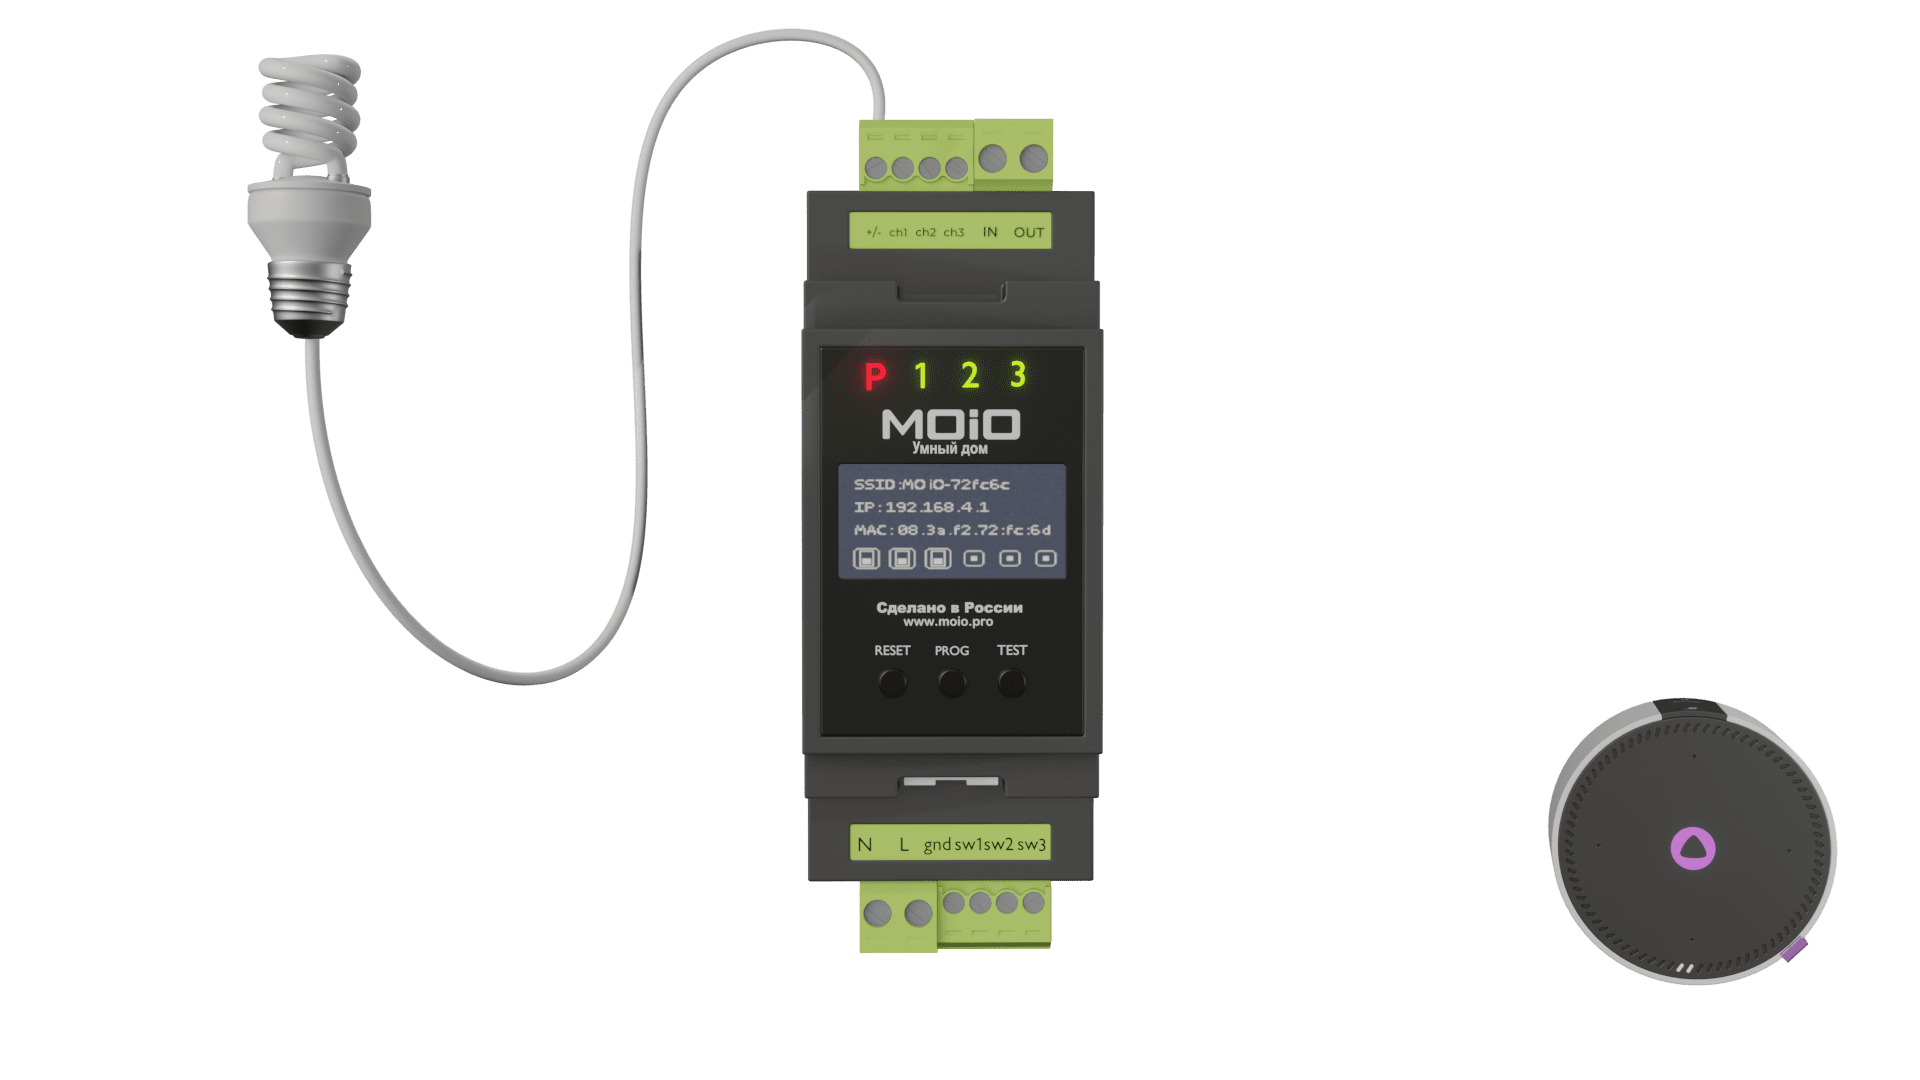 +/- ch1 ch2 ch3 IN OUT
P 1 2 3
MOiO
Умный дом
SSID:MOiO-72fc6c
IP:192.168.4.1
MAC:08.3a.f2.72:fc:6d
Сделано в России
www.moio.pro
RESET PROG TEST
N L gnd sw1 sw2 sw3